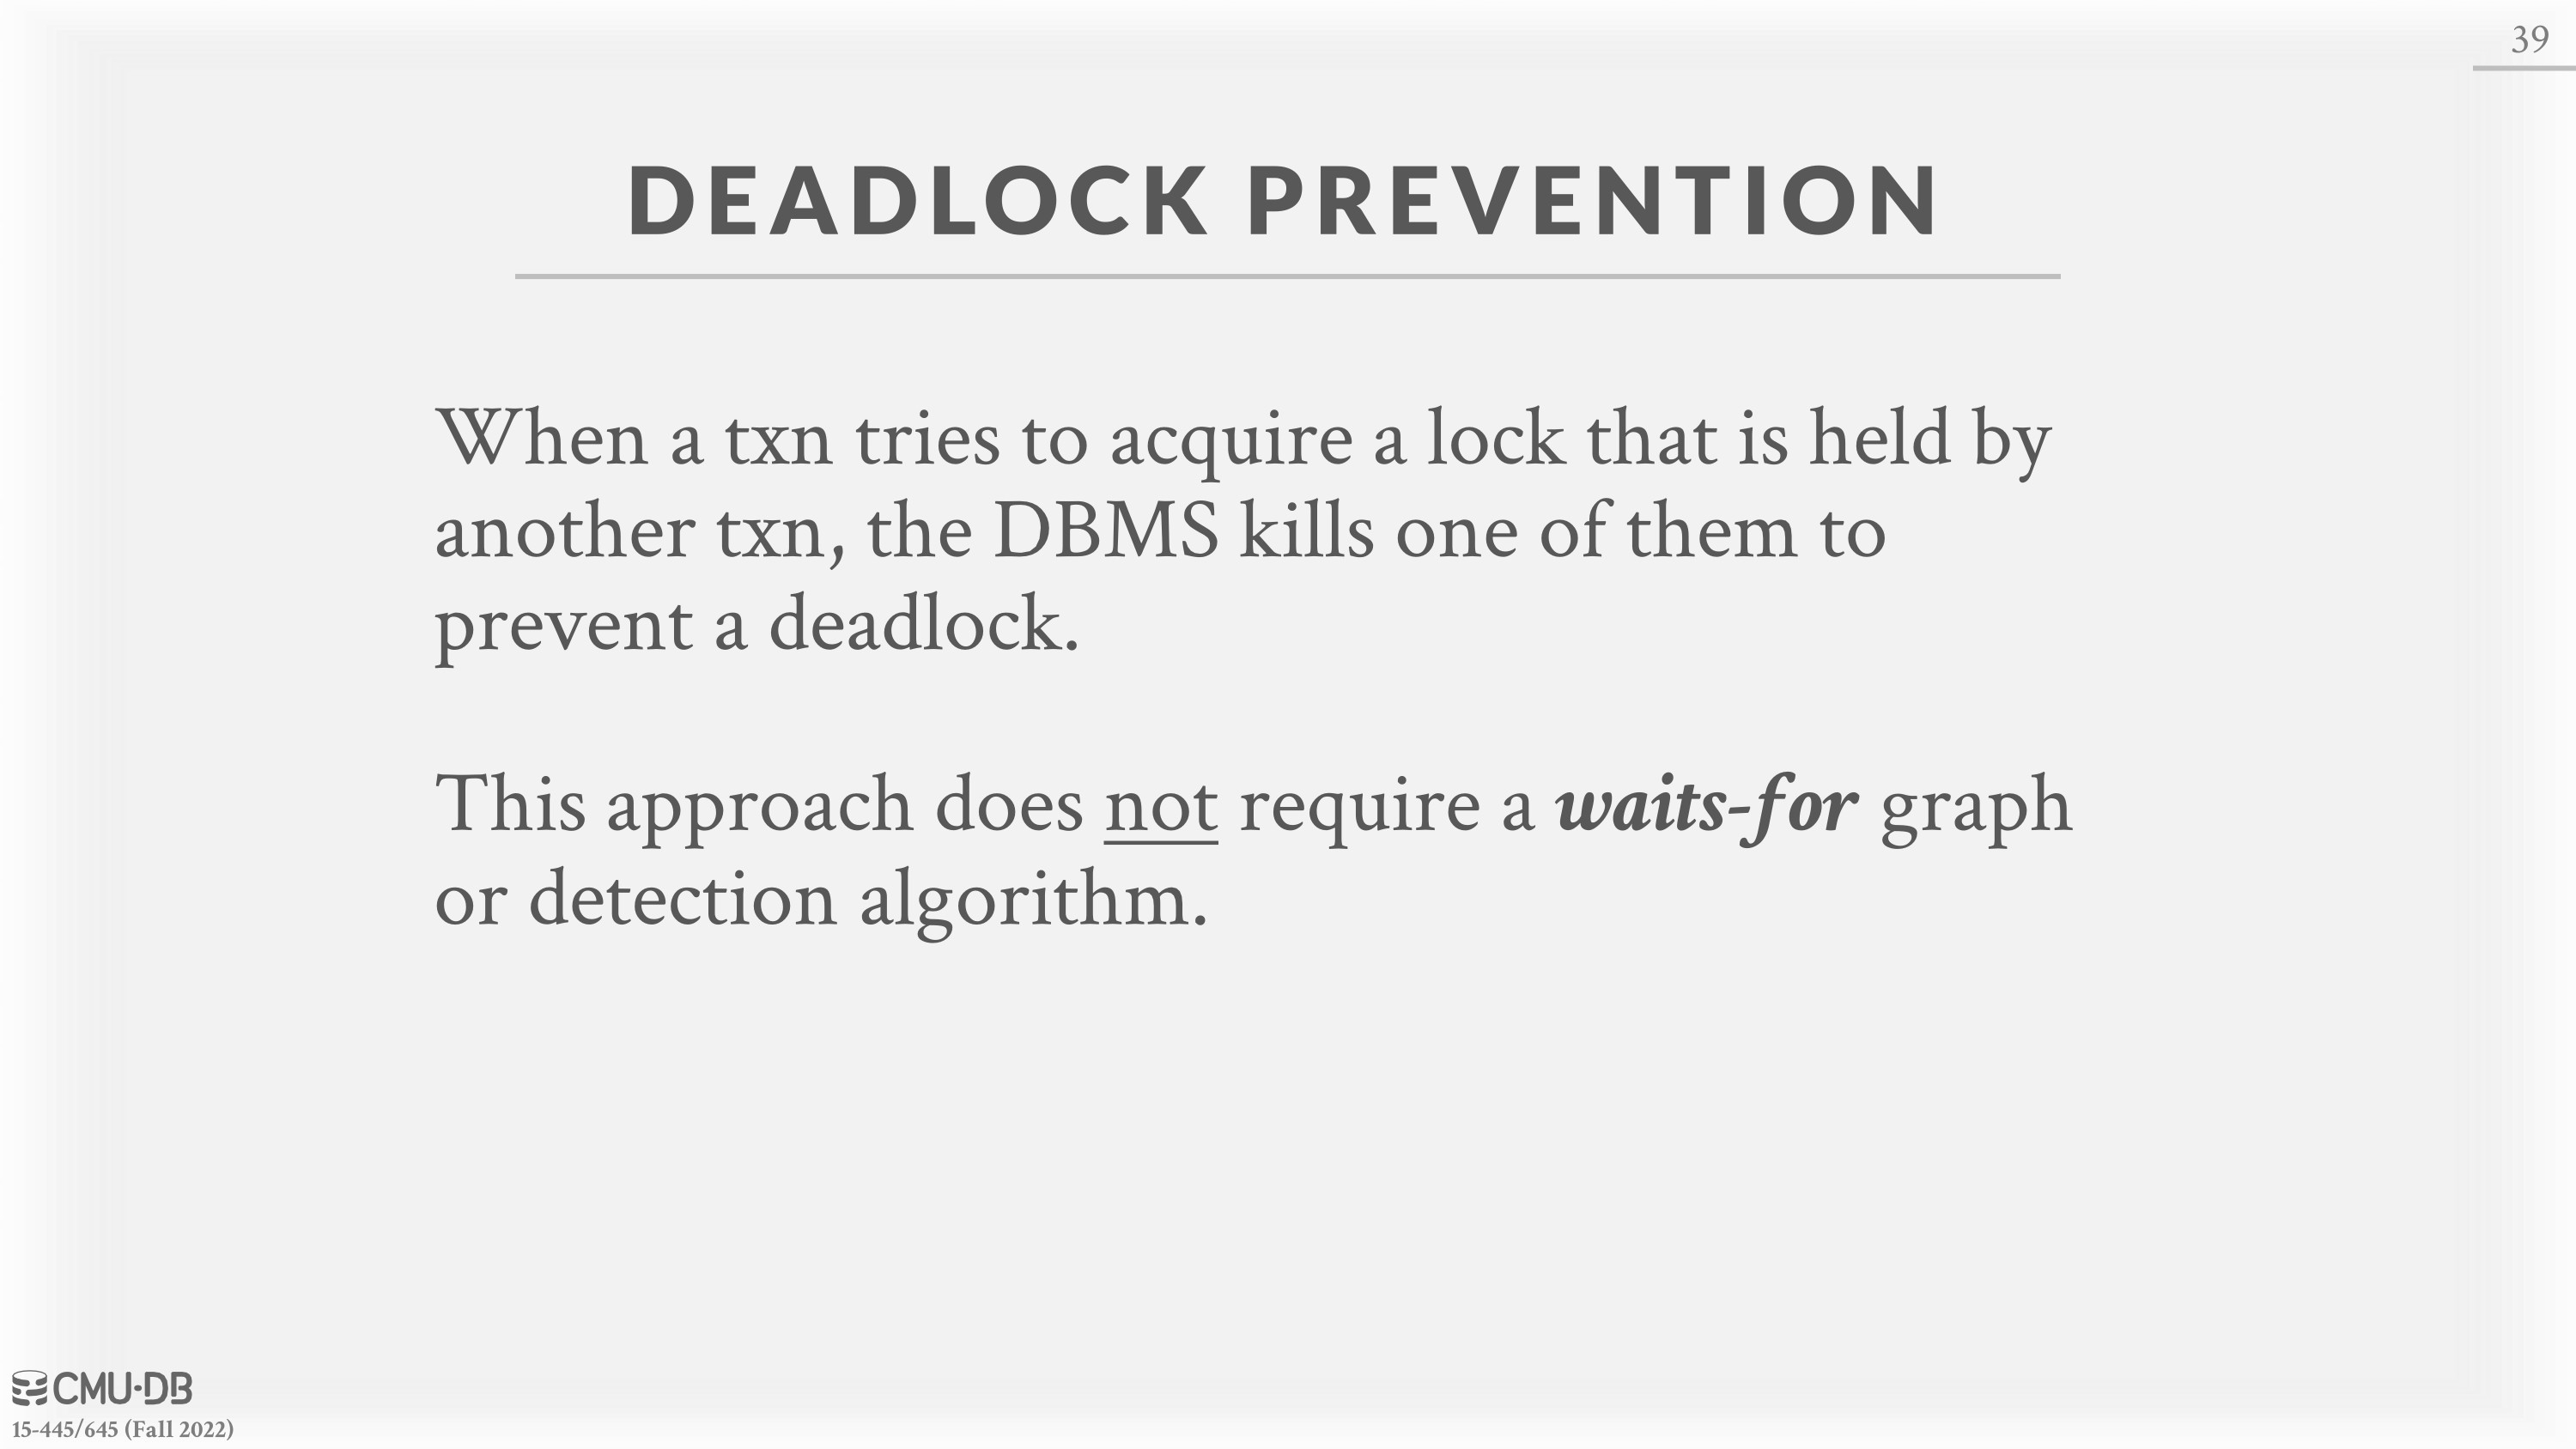 39
DEADLOCK PREVENTION
When a txn tries to acquire a lock that is held by
another txn, the DBMS kills one of them to
prevent a deadlock.
This approach does not require a waits-for graph
or detection algorithm.
CMU·DB
15-445/645 (Fall 2022)